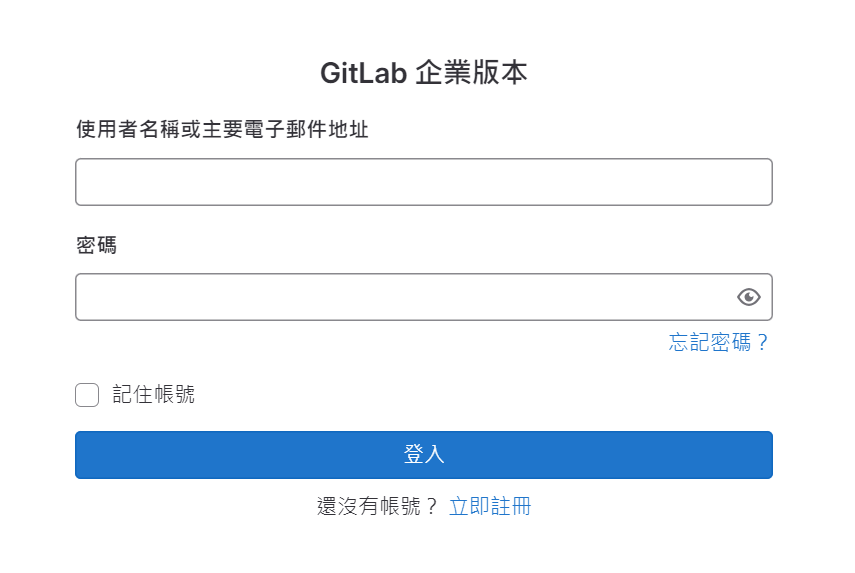 GitLab 企業版本
使用者名稱或主要電子郵件地址
密碼
忘記密碼？
記住帳號
登入
還沒有帳號？ 立即註冊